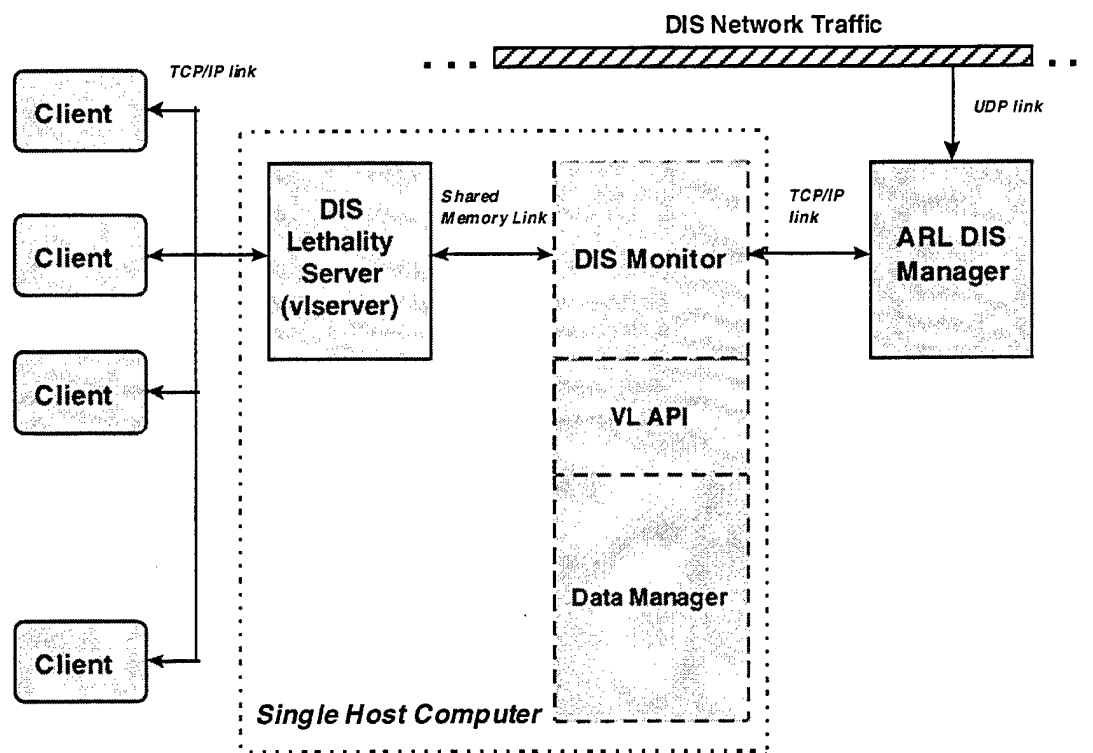 DIS Network Traffic
TCP/IP link
Client
UDP link
DIS
Lethality
Server
(vlserver)
Shared
Memory Link
DIS Monitor
TCP/IP
link
ARL DIS
Manager
Client
Client
VL API
Data Manager
Client
Single Host Computer